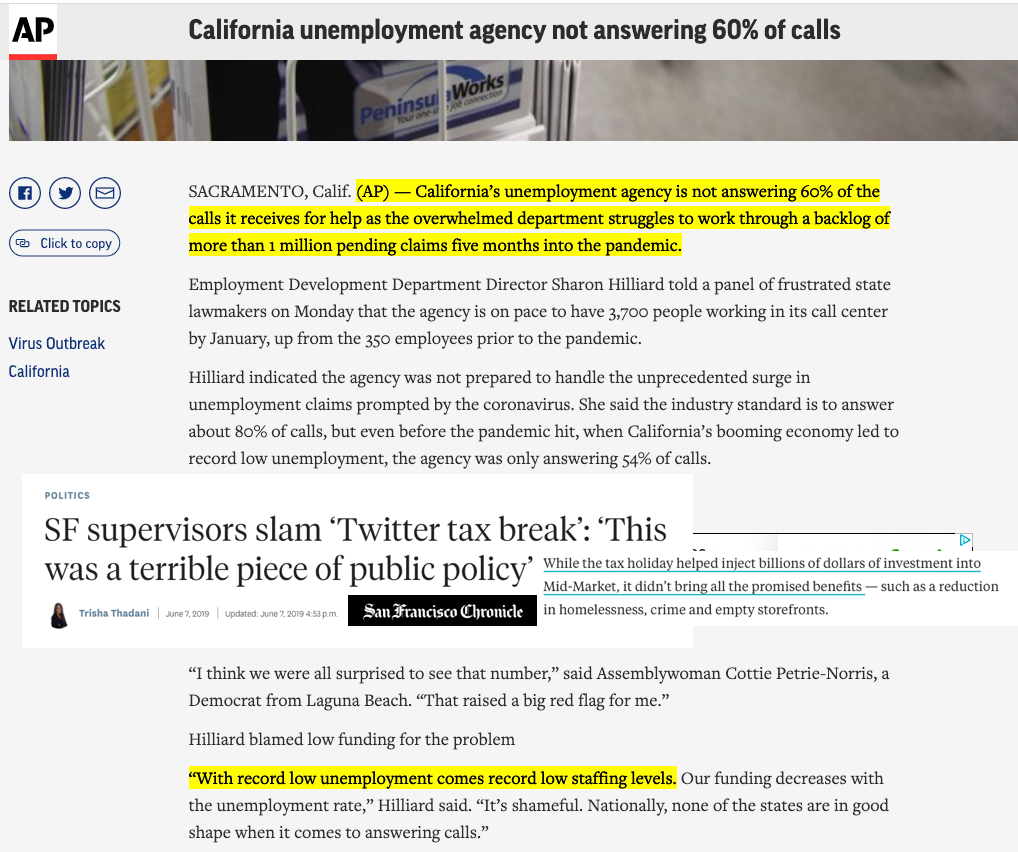 AP
California unemployment agency not answering 60% of calls
PeninsulaWorks
Your one-stop job connection
SACRAMENTO, Calif. (AP) — California’s unemployment agency is not answering 60% of the
calls it receives for help as the overwhelmed department struggles to work through a backlog of
more than 1 million pending claims five months into the pandemic.
Click to copy
RELATED TOPICS
Virus Outbreak
California
Employment Development Department Director Sharon Hilliard told a panel of frustrated state
lawmakers on Monday that the agency is on pace to have 3,700 people working in its call center
by January, up from the 350 employees prior to the pandemic.
Hilliard indicated the agency was not prepared to handle the unprecedented surge in
unemployment claims prompted by the coronavirus. She said the industry standard is to answer
about 80% of calls, but even before the pandemic hit, when California’s booming economy led to
record low unemployment, the agency was only answering 54% of calls.
POLITICS
SF supervisors slam ‘Twitter tax break’: ‘This
was a terrible piece of public policy’
Trisha Thadani
June 7, 2019
Updated: June 7, 2019 4:53 p.m.
San Francisco Chronicle
While the tax holiday helped inject billions of dollars of investment into
Mid-Market, it didn’t bring all the promised benefits — such as a reduction
in homelessness, crime and empty storefronts.
“I think we were all surprised to see that number,” said Assemblywoman Cottie Petrie-Norris, a
Democrat from Laguna Beach. “That raised a big red flag for me.”
Hilliard blamed low funding for the problem
“With record low unemployment comes record low staffing levels. Our funding decreases with
the unemployment rate,” Hilliard said. “It’s shameful. Nationally, none of the states are in good
shape when it comes to answering calls.”